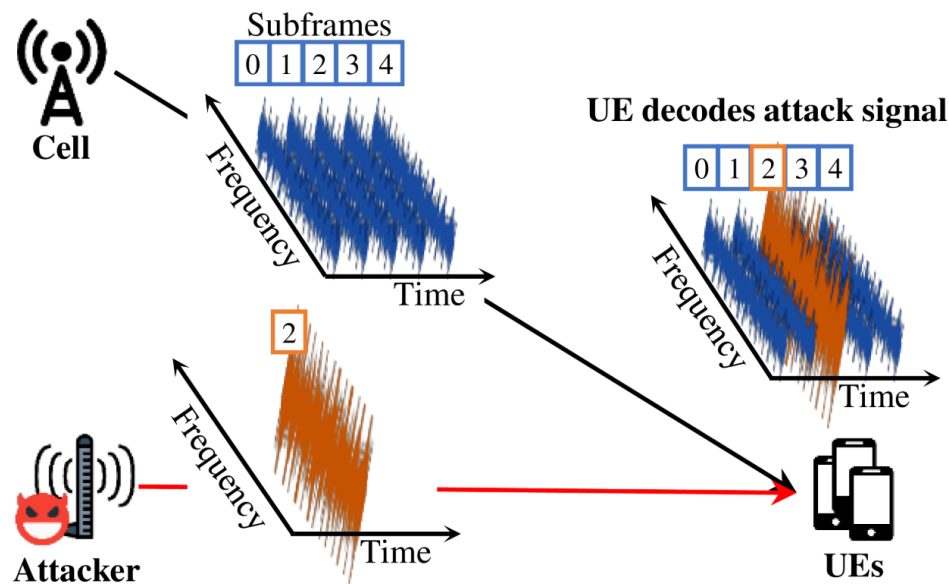 Subframes
0 1 2 3 4
Cell
Frequency
Time
UE decodes attack signal
0 1 2 3 4
Frequency
Time
2
Frequency
Time
Attacker
UEs